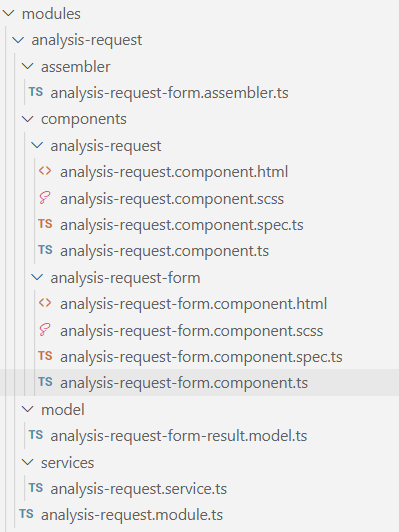 modules
analysis-request
assembler
TS analysis-request-form.assembler.ts
components
analysis-request
<> analysis-request.component.html
analysis-request.component.scss
TS analysis-request.component.spec.ts
TS analysis-request.component.ts
analysis-request-form
<> analysis-request-form.component.html
analysis-request-form.component.scss
TS analysis-request-form.component.spec.ts
TS analysis-request-form.component.ts
model
TS analysis-request-form-result.model.ts
services
TS analysis-request.service.ts
TS analysis-request.module.ts